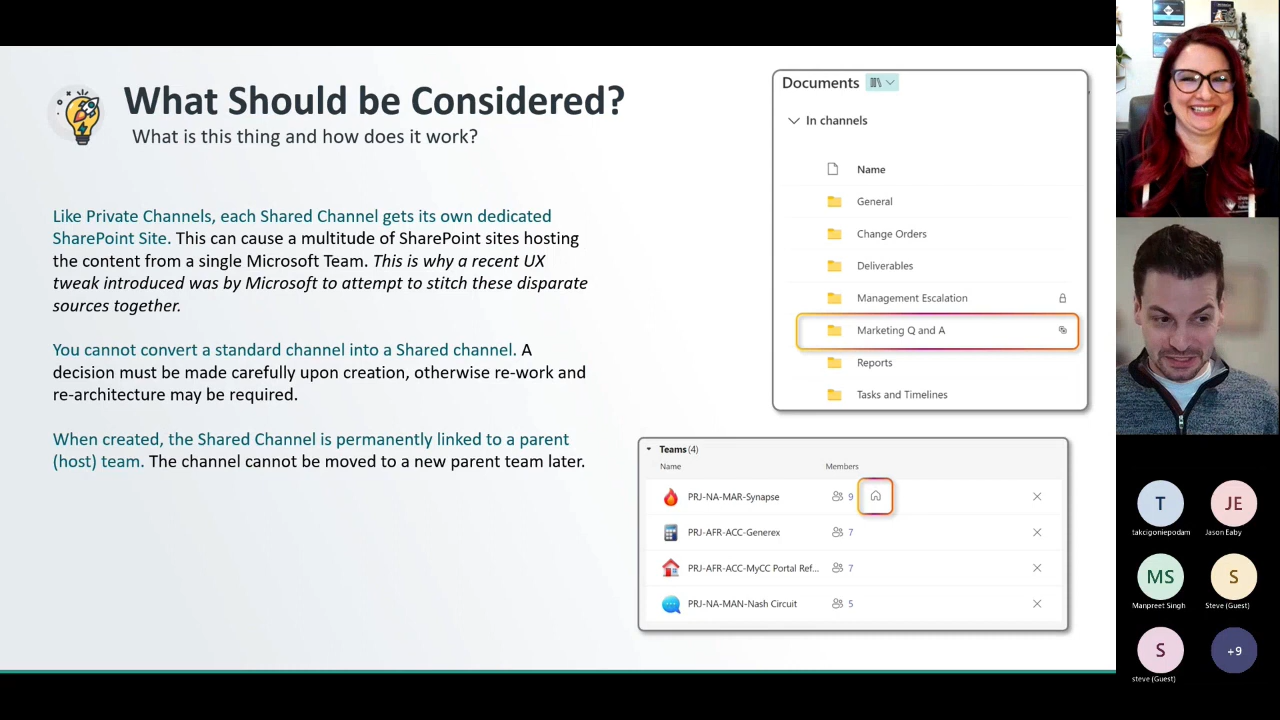 What Should be Considered?
What is this thing and how does it work?
Like Private Channels, each Shared Channel gets its own dedicated
SharePoint Site. This can cause a multitude of SharePoint sites hosting
the content from a single Microsoft Team. This is why a recent UX
tweak introduced was by Microsoft to attempt to stitch these disparate
sources together.
You cannot convert a standard channel into a Shared channel. A
decision must be made carefully upon creation, otherwise re-work and
re-architecture may be required.
When created, the Shared Channel is permanently linked to a parent
(host) team. The channel cannot be moved to a new parent team later.
Documents
In channels
Name
General
Change Orders
Deliverables
Management Escalation
Marketing Q and A
Reports
Tasks and Timelines
Teams (4)
Name Members
PRJ-NA-MAR-Synapse 9
PRJ-AFR-ACC-Generex 7
PRJ-AFR-ACC-MyCC Portal Ref... 7
PRJ-NA-MAN-Nash Circuit 5
T JE
takcigoniepodam Jason Eaby
MS S
Manpreet Singh Steve (Guest)
S +9
steve (Guest)